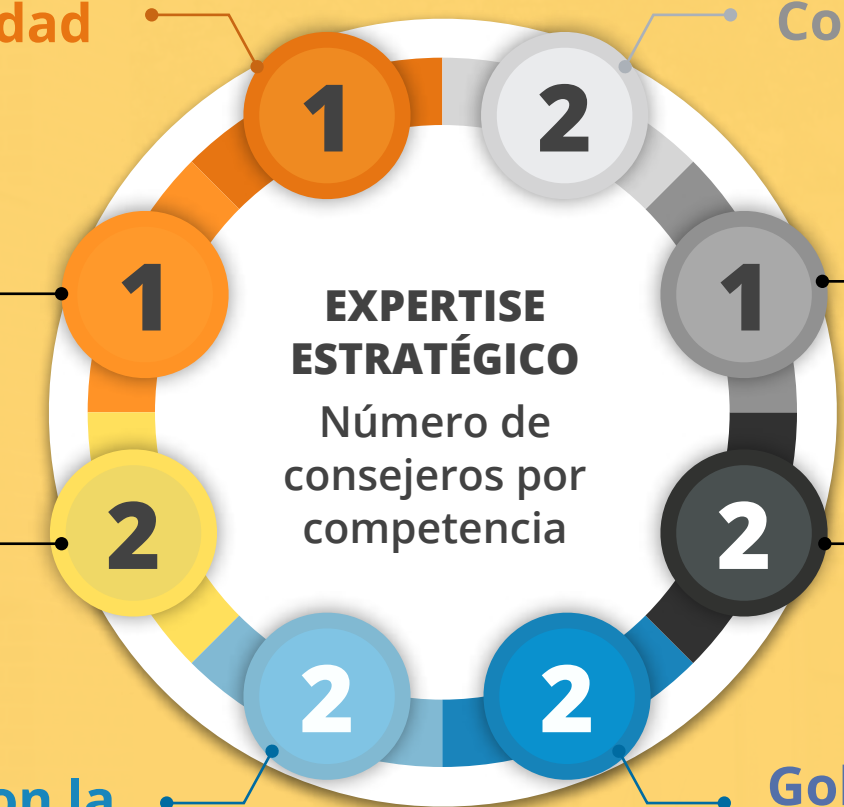 dad
Co
1
2
1
1
EXPERTISE
ESTRATÉGICO
Número de
consejeros por
competencia
2
2
2
2
on la
Gol